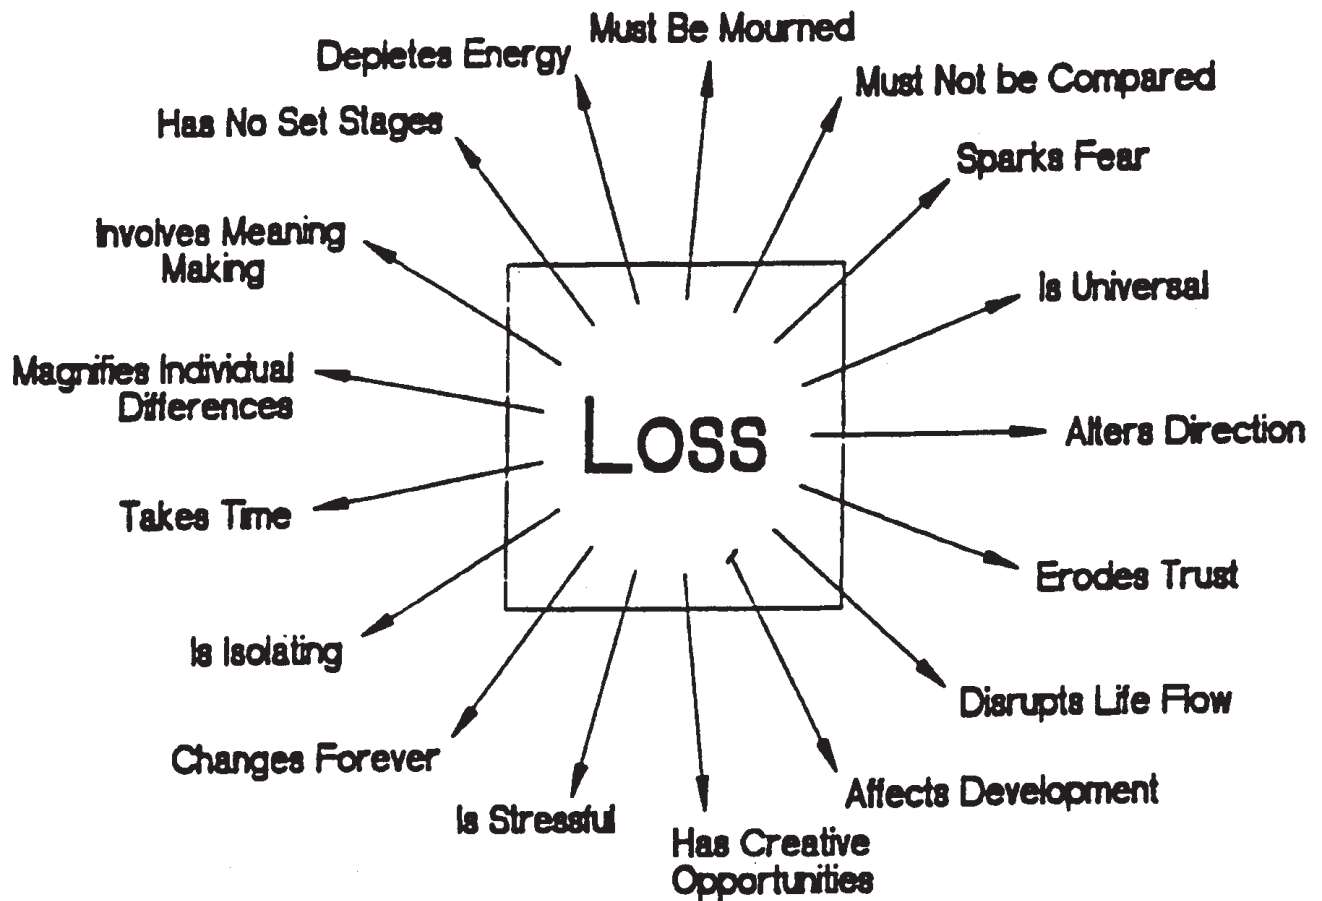 Must Be Mourned
Depletes Energy
Must Not be Compared
Has No Set Stages
Sparks Fear
Involves Meaning
Making
Is Universal
Magnifies Individual
Differences
LOSS
Alters Direction
Takes Time
Erodes Trust
Is Isolating
Disrupts Life Flow
Changes Forever
Affects Development
Is Stressful
Has Creative
Opportunities